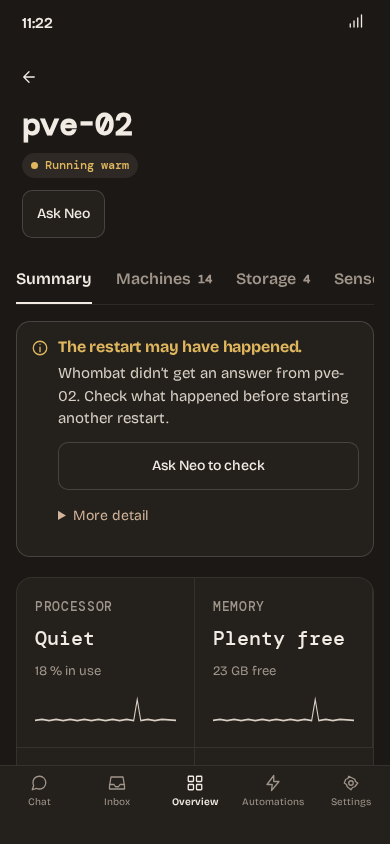 11:22
pve-02
Running warm
Ask Neo
Summary
Machines 14
Storage 4
Sens
The restart may have happened.
Whombat didn't get an answer from pve-
02. Check what happened before starting
another restart.
Ask Neo to check
More detail
PROCESSOR
Quiet
18 % in use
MEMORY
Plenty free
23 GB free
Chat
Inbox
Overview
Automations
Settings